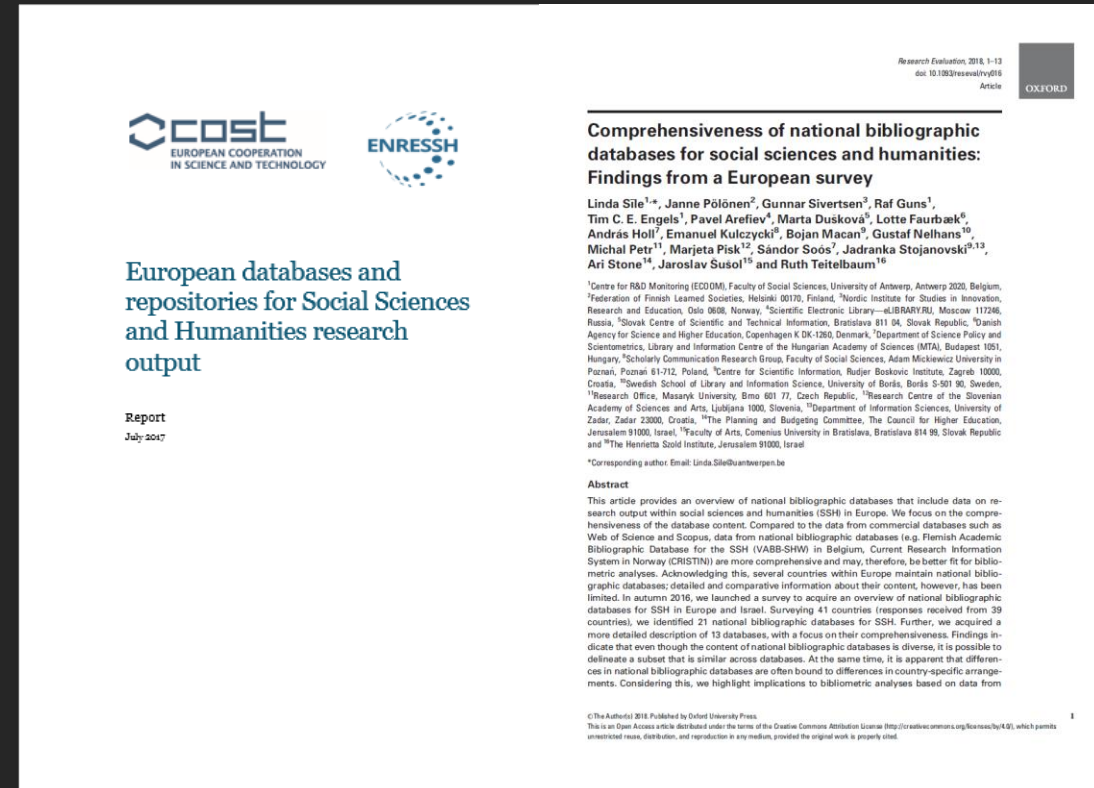 cost
EUROPEAN COOPERATION
IN SCIENCE AND TECHNOLOGY
ENRESSH
European databases and
repositories for Social Sciences
and Humanities research
output
Report
July 2017
Research Evaluation, 2018, 1–13
doi: 10.1093/reseval/rvy016
Article
OXFORD
Comprehensiveness of national bibliographic
databases for social sciences and humanities:
Findings from a European survey
Linda Sīle1,*, Janne Pölönen2, Gunnar Sivertsen3, Raf Guns1,
Tim C. E. Engels1, Pavel Arefiev4, Marta Dušková5, Lotte Faurbæk6,
András Holl7, Emanuel Kulczycki8, Bojan Macan9, Gustaf Nelhans10,
Michal Petr11, Marjeta Pisk12, Sándor Soós7, Jadranka Stojanovski9,13,
Ari Stone14, Jaroslav Šušol15 and Ruth Teitelbaum16
1Centre for R&D Monitoring (ECOOM), Faculty of Social Sciences, University of Antwerp, Antwerp 2020, Belgium,
2Federation of Finnish Learned Societies, Helsinki 00170, Finland, 3Nordic Institute for Studies in Innovation,
Research and Education, Oslo 0608, Norway, 4Scientific Electronic Library—eLIBRARY.RU, Moscow 117246,
Russia, 5Slovak Centre of Scientific and Technical Information, Bratislava 811 04, Slovak Republic, 6Danish
Agency for Science and Higher Education, Copenhagen K DK-1260, Denmark, 7Department of Science Policy and
Scientometrics, Library and Information Centre of the Hungarian Academy of Sciences (MTA), Budapest 1051,
Hungary, 8Scholarly Communication Research Group, Faculty of Social Sciences, Adam Mickiewicz University in
Poznań, Poznań 61-712, Poland, 9Centre for Scientific Information, Rudjer Boskovic Institute, Zagreb 10000,
Croatia, 10Swedish School of Library and Information Science, University of Borås, Borås S-501 90, Sweden,
11Research Office, Masaryk University, Brno 601 77, Czech Republic, 12Research Centre of the Slovenian
Academy of Sciences and Arts, Ljubljana 1000, Slovenia, 13Department of Information Sciences, University of
Zadar, Zadar 23000, Croatia, 14The Planning and Budgeting Committee, The Council for Higher Education,
Jerusalem 91000, Israel, 15Faculty of Arts, Comenius University in Bratislava, Bratislava 814 99, Slovak Republic
and 16The Henrietta Szold Institute, Jerusalem 91000, Israel
*Corresponding author. Email: Linda.Sile@uantwerpen.be
Abstract
This article provides an overview of national bibliographic databases that include data on re-
search output within social sciences and humanities (SSH) in Europe. We focus on the compre-
hensiveness of the database content. Compared to the data from commercial databases such as
Web of Science and Scopus, data from national bibliographic databases (e.g. Flemish Academic
Bibliographic Database for the SSH (VABB-SHW) in Belgium, Current Research Information
System in Norway (CRISTIN)) are more comprehensive and may, therefore, be better fit for biblio-
metric analyses. Acknowledging this, several countries within Europe maintain national biblio-
graphic databases; detailed and comparative information about their content, however, has been
limited. In autumn 2016, we launched a survey to acquire an overview of national bibliographic
databases for SSH in Europe and Israel. Surveying 41 countries (responses received from 39
countries), we identified 21 national bibliographic databases for SSH. Further, we acquired a
more detailed description of 13 databases, with a focus on their comprehensiveness. Findings in-
dicate that even though the content of national bibliographic databases is diverse, it is possible to
delineate a subset that is similar across databases. At the same time, it is apparent that differen-
ces in national bibliographic databases are often bound to differences in country-specific arrange-
ments. Considering this, we highlight implications to bibliometric analyses based on data from
© The Author(s) 2018. Published by Oxford University Press.
1
This is an Open Access article distributed under the terms of the Creative Commons Attribution License (http://creativecommons.org/licenses/by/4.0/), which permits
unrestricted reuse, distribution, and reproduction in any medium, provided the original work is properly cited.